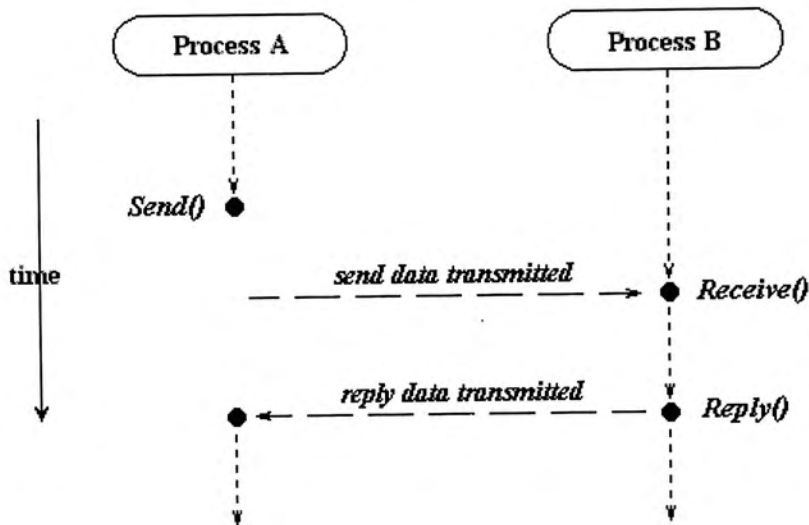 Process A
Process B
Send()
time
send data transmitted
Receive()
reply data transmitted
Reply()